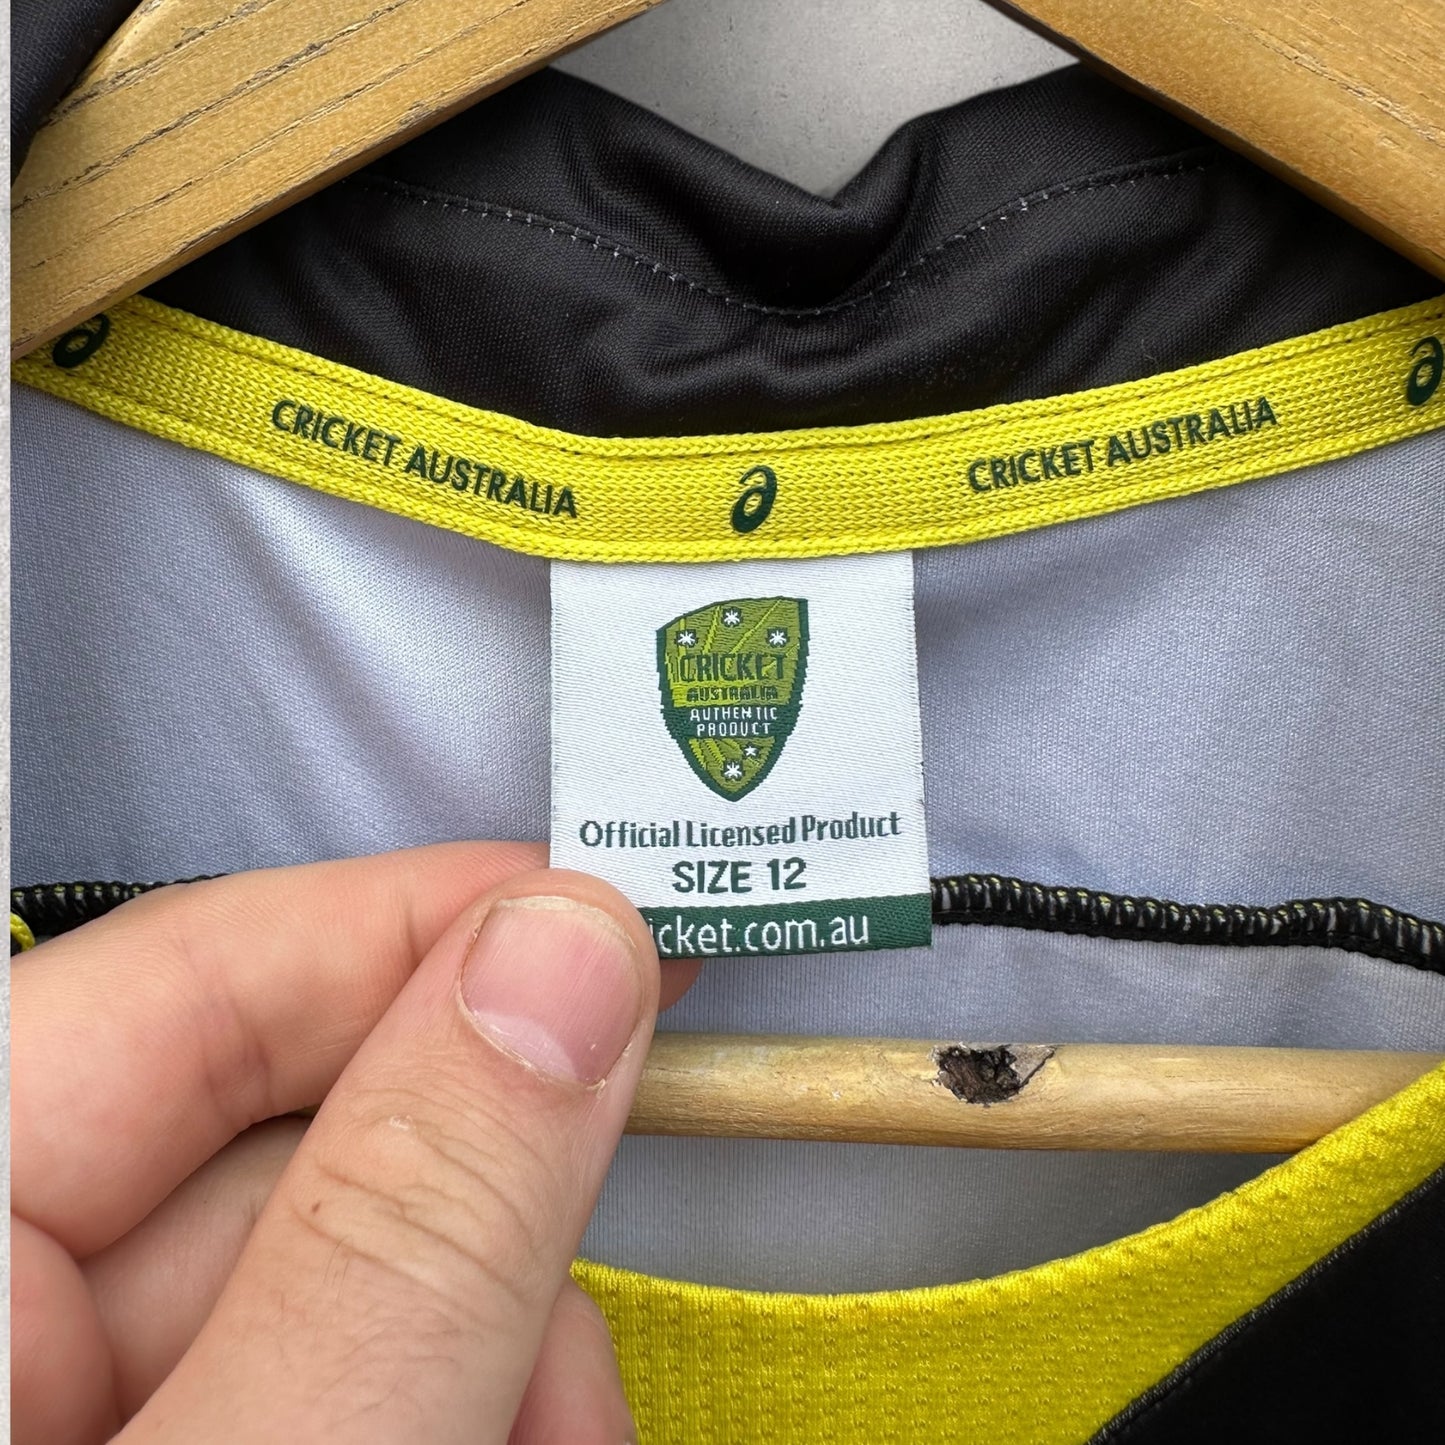 CRICKET AUSTRALIA
CRICKET AUSTRALIA
CRICKET
AUSTRALIA
AUTHENTIC
PRODUCT
Official Licensed Product
SIZE 12
icket.com.au